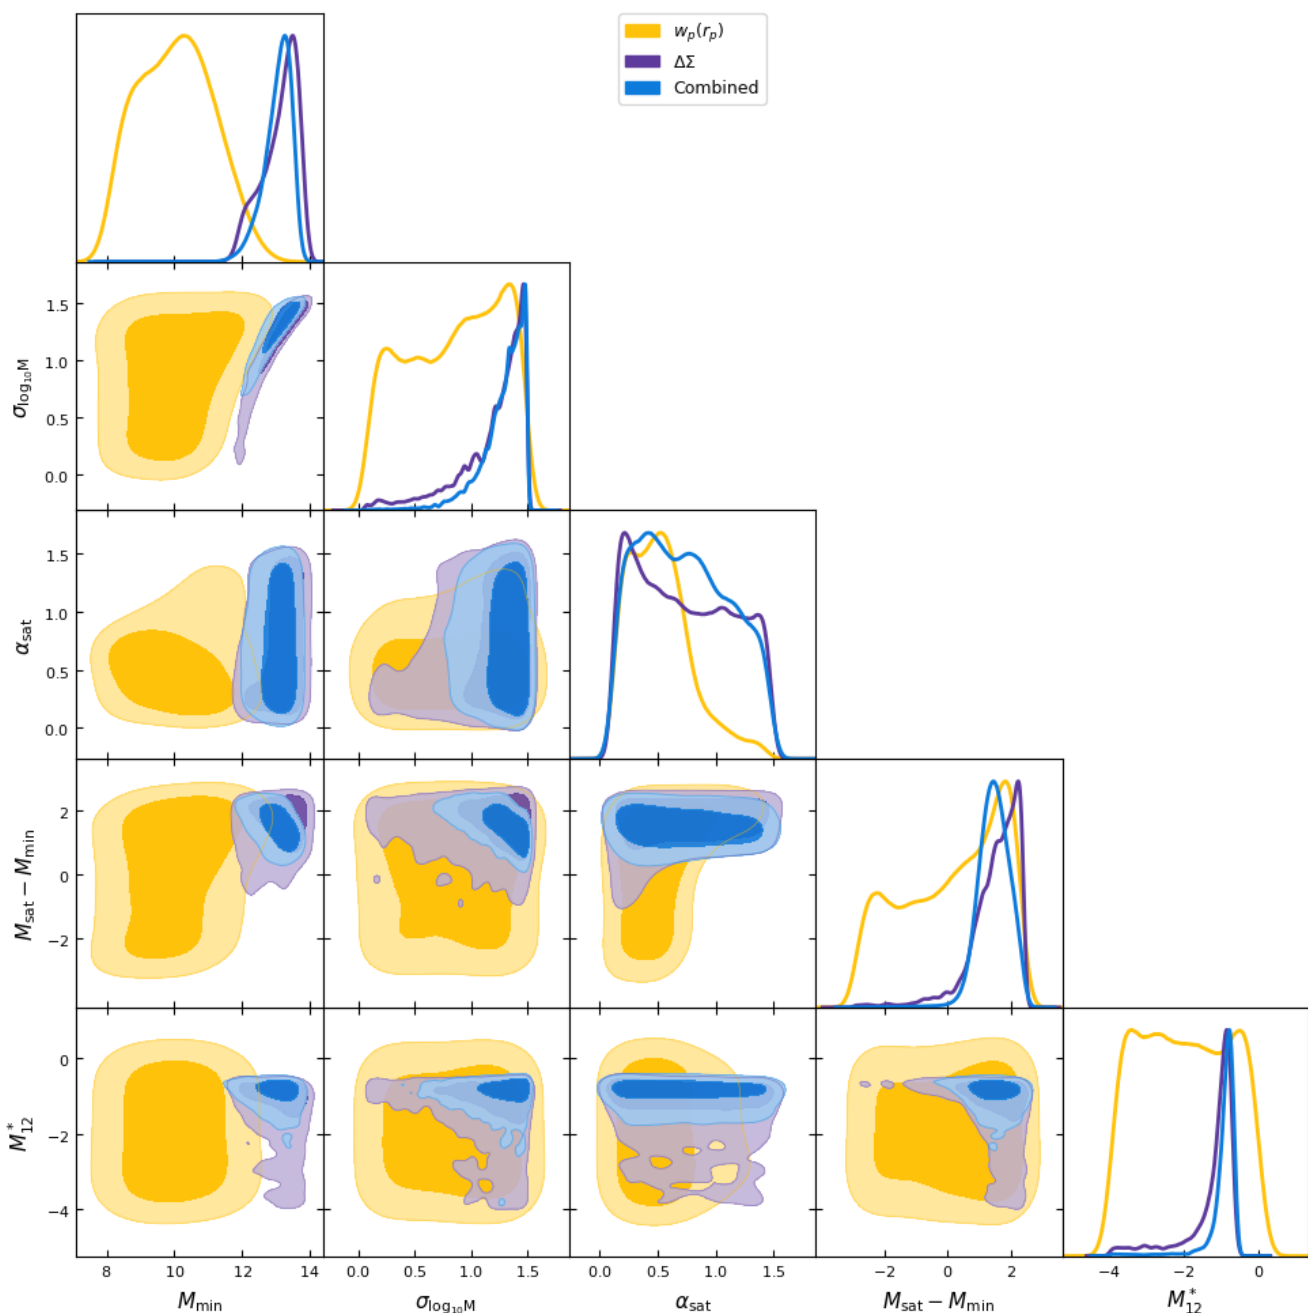 w_p(r_p)
ΔΣ
Combined
1.5
1.0
0.5
0.0
σ_log₁₀M
1.5
1.0
0.5
0.0
α_sat
2
0
−2
M_sat − M_min
0
−2
−4
M*_12
8 10 12 14
0.0 0.5 1.0 1.5
0.0 0.5 1.0 1.5
−2 0 2
−4 −2 0
M_min
σ_log₁₀M
α_sat
M_sat − M_min
M*_12